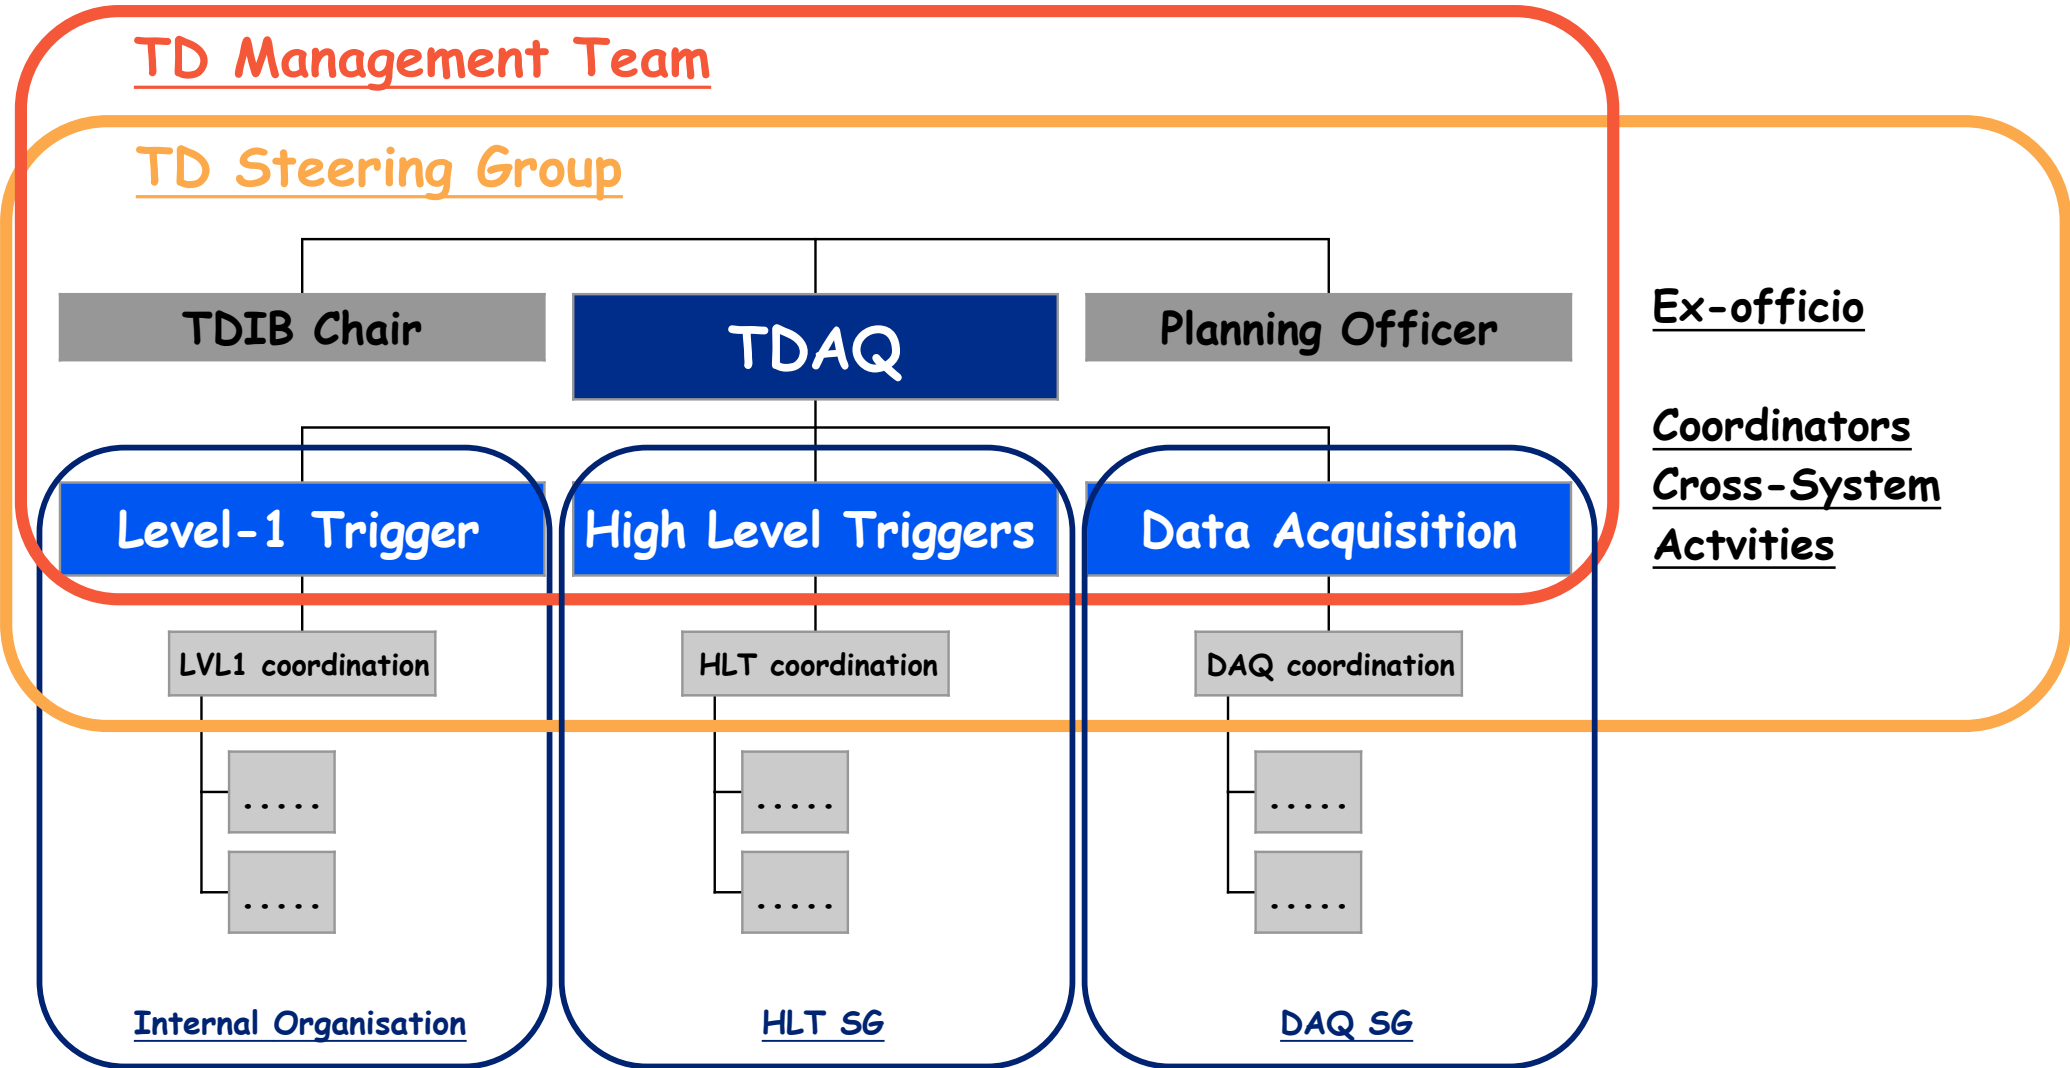 TD Management Team
TD Steering Group
TDIB Chair
TDAQ
Planning Officer
Ex-officio
Coordinators
Cross-System
Actvities
Level-1 Trigger
High Level Triggers
Data Acquisition
LVL1 coordination
HLT coordination
DAQ coordination
.....
.....
.....
.....
.....
.....
Internal Organisation
HLT SG
DAQ SG